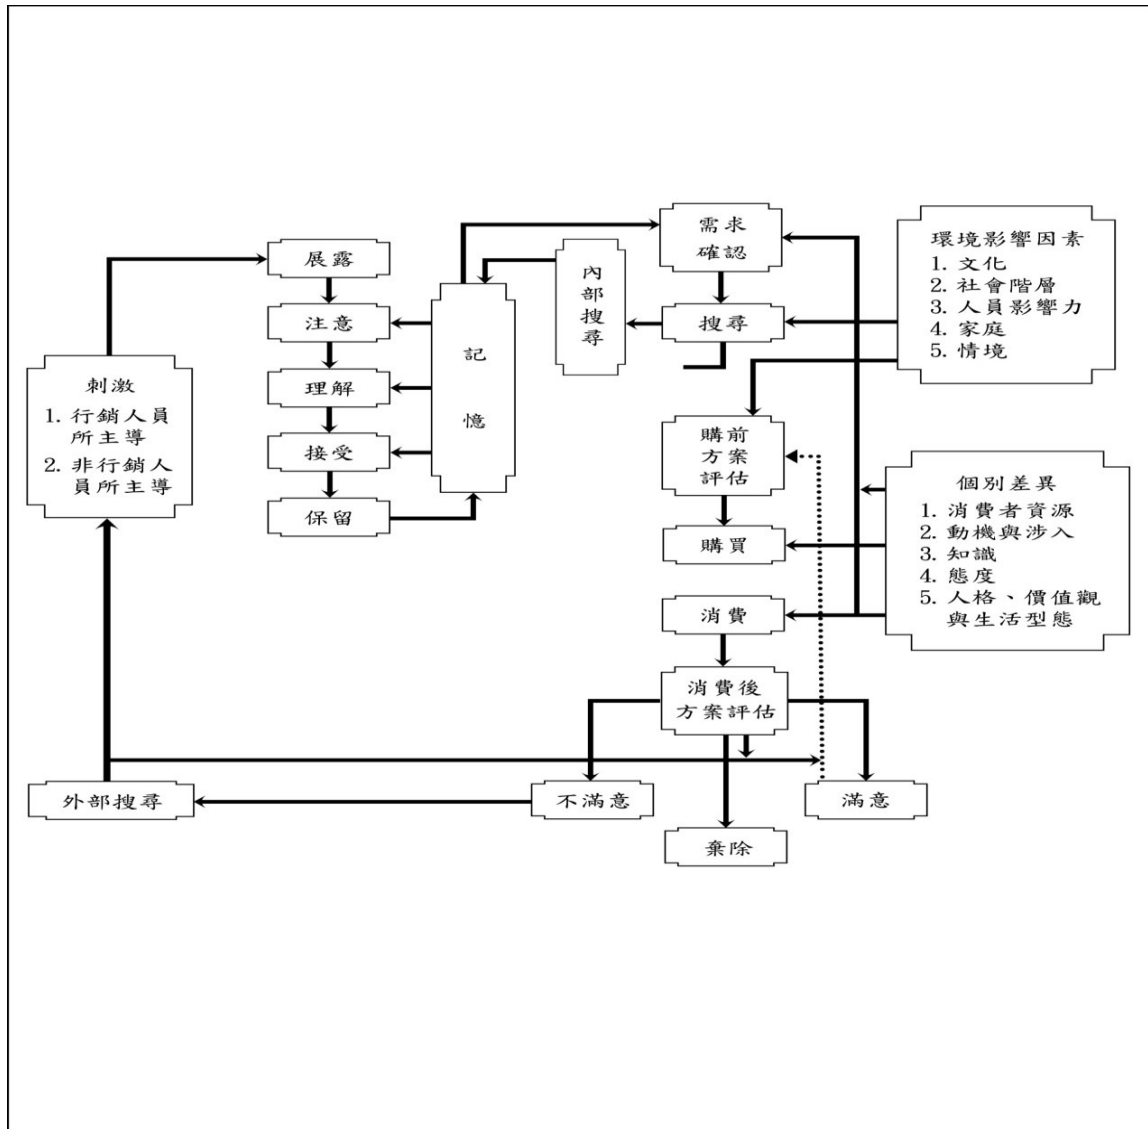 刺激
1. 行銷人員
所主導
2. 非行銷人
員所主導
展露
注意
理解
接受
保留
記
憶
內
部
搜
尋
需求
確認
搜尋
購前
方案
評估
購買
消費
消費後
方案評估
環境影響因素
1. 文化
2. 社會階層
3. 人員影響力
4. 家庭
5. 情境
個別差異
1. 消費者資源
2. 動機與涉入
3. 知識
4. 態度
5. 人格、價值觀
與生活型態
外部搜尋
不滿意
滿意
棄除